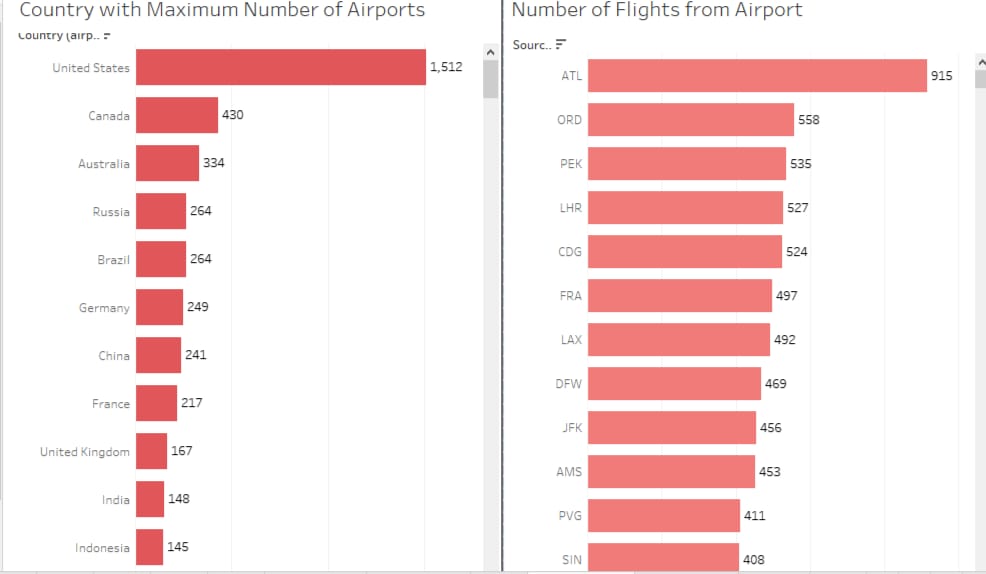 Country with Maximum Number of Airports
Country (airp..
United States 1,512
Canada 430
Australia 334
Russia 264
Brazil 264
Germany 249
China 241
France 217
United Kingdom 167
India 148
Indonesia 145
Number of Flights from Airport
Sourc..
ATL 915
ORD 558
PEK 535
LHR 527
CDG 524
FRA 497
LAX 492
DFW 469
JFK 456
AMS 453
PVG 411
SIN 408